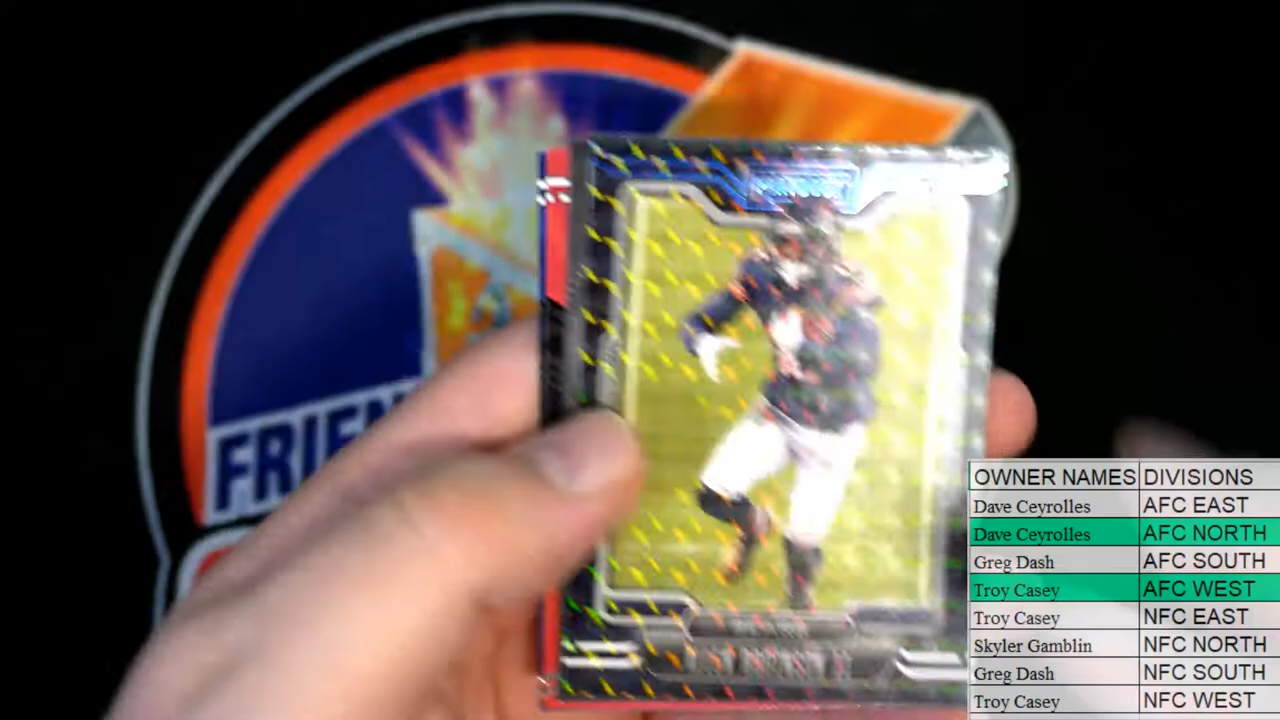 FRIEN
OWNER NAMES DIVISIONS
Dave Ceyrolles AFC EAST
Dave Ceyrolles AFC NORTH
Greg Dash AFC SOUTH
Troy Casey AFC WEST
Troy Casey NFC EAST
Skyler Gamblin NFC NORTH
Greg Dash NFC SOUTH
Troy Casey NFC WEST